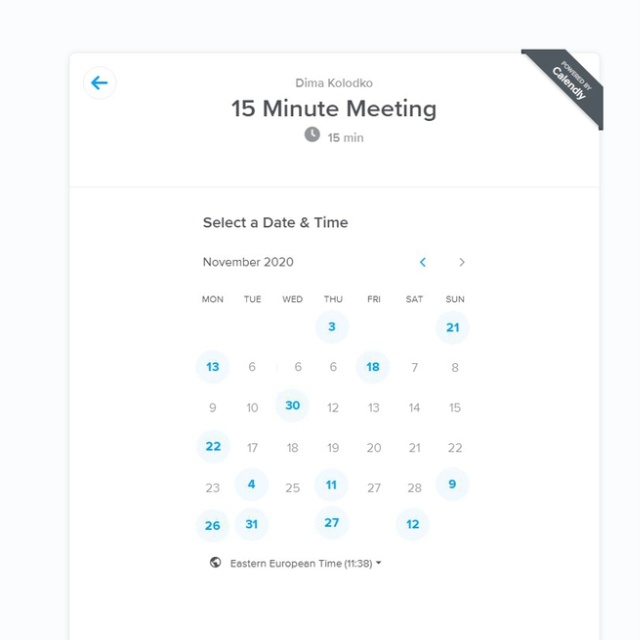 Dima Kolodko
POWERED BY
Calendly
15 Minute Meeting
15 min
Select a Date & Time
November 2020
MON TUE WED THU FRI SAT SUN
3 21
13 6 6 6 18 7 8
9 10 30 12 13 14 15
22 17 18 19 20 21 22
23 4 25 11 27 28 9
26 31 27 12
Eastern European Time (11:38)